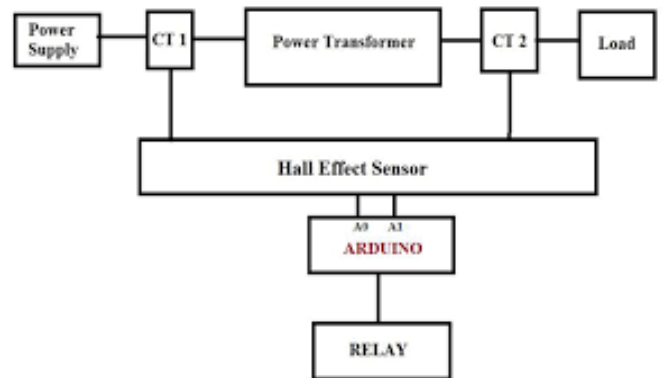 Power
Supply
CT 1
Power Transformer
CT 2
Load
Hall Effect Sensor
A0 A1
ARDUINO
RELAY